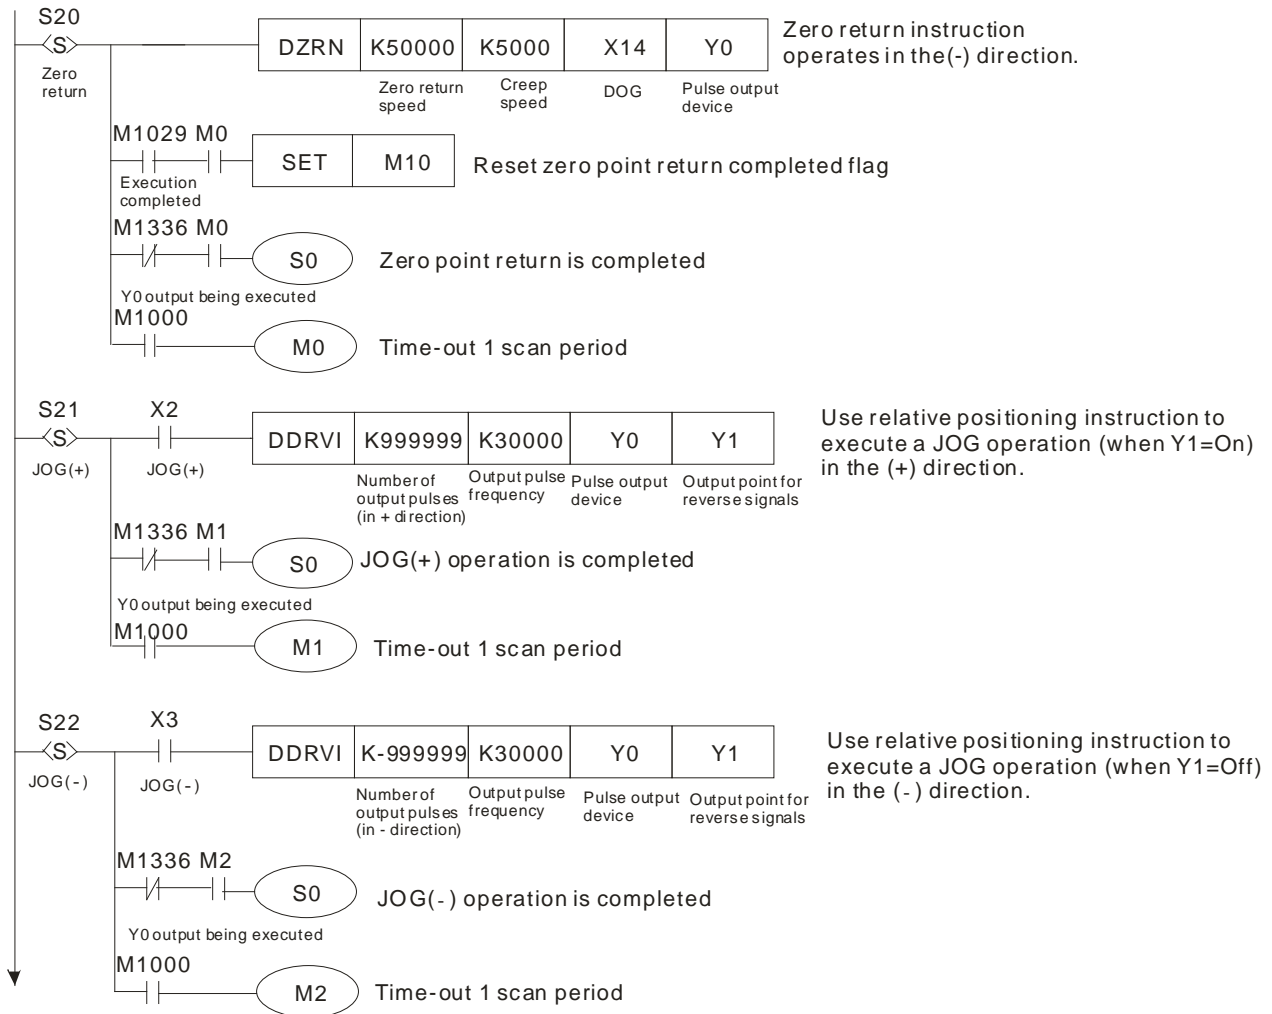 S20
S
Zero
return
DZRN K50000 K5000 X14 Y0
Zero return
speed
Creep
speed
DOG
Pulse output
device
Zero return instruction
operates in the(-) direction.
M1029 M0
Execution
completed
SET M10
Reset zero point return completed flag
M1336 M0
S0
Zero point return is completed
Y0 output being executed
M1000
M0
Time-out 1 scan period
S21
S
JOG(+)
X2
JOG(+)
DDRVI K999999 K30000 Y0 Y1
Number of
output pulses
(in + direction)
Output pulse
frequency
Pulse output
device
Output point for
reverse signals
Use relative positioning instruction to
execute a JOG operation (when Y1=On)
in the (+) direction.
M1336 M1
S0
JOG(+) operation is completed
Y0 output being executed
M1000
M1
Time-out 1 scan period
S22
S
JOG(-)
X3
JOG(-)
DDRVI K-999999 K30000 Y0 Y1
Number of
output pulses
(in - direction)
Output pulse
frequency
Pulse output
device
Output point for
reverse signals
Use relative positioning instruction to
execute a JOG operation (when Y1=Off)
in the (-) direction.
M1336 M2
S0
JOG(-) operation is completed
Y0 output being executed
M1000
M2
Time-out 1 scan period